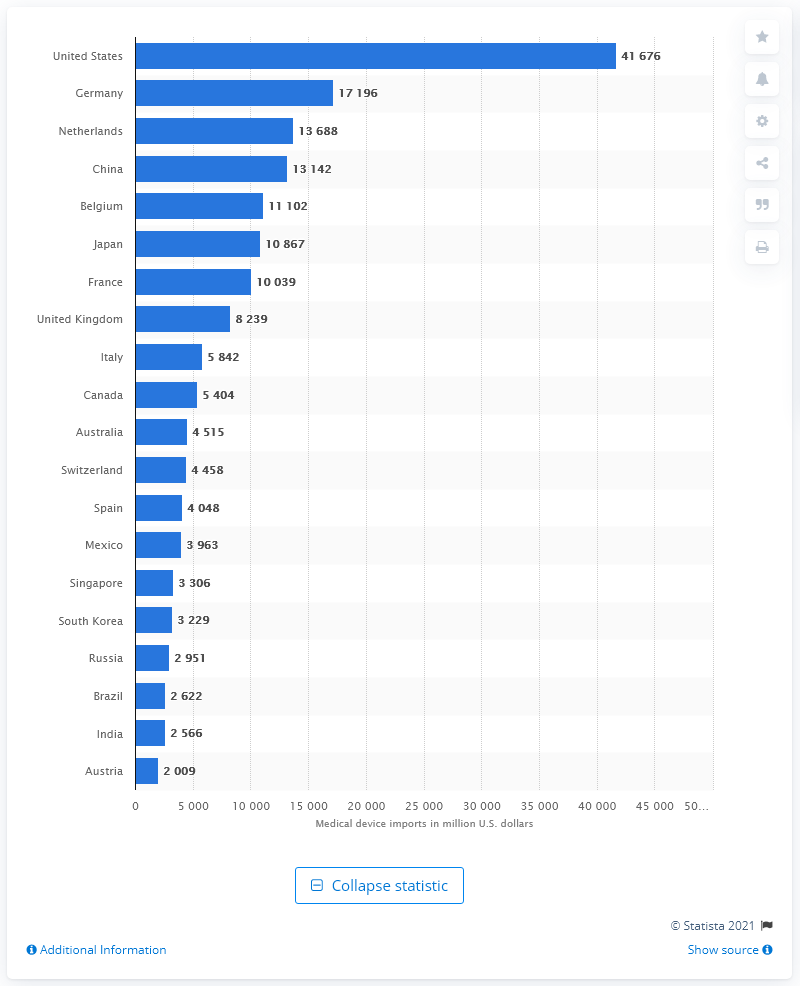 United States 41 676
Germany 17 196
Netherlands 13 688
China 13 142
Belgium 11 102
Japan 10 867
France 10 039
United Kingdom 8 239
Italy 5 842
Canada 5 404
Australia 4 515
Switzerland 4 458
Spain 4 048
Mexico 3 963
Singapore 3 306
South Korea 3 229
Russia 2 951
Brazil 2 622
India 2 566
Austria 2 009
0 5 000 10 000 15 000 20 000 25 000 30 000 35 000 40 000 45 000 50…
Medical device imports in million U.S. dollars
Collapse statistic
© Statista 2021
Additional Information Show source